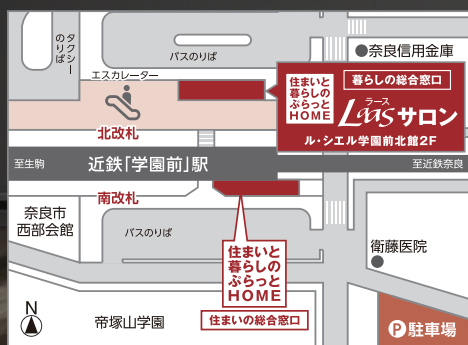 タクシー
のりば
バスのりば
奈良信用金庫
エスカレーター
住まいと
暮らしの
ぷらっと
HOME
暮らしの総合窓口
ラース
Laasサロン
ル・シエル学園前北館2F
北改札
至生駒
近鉄「学園前」駅
至近鉄奈良
南改札
奈良市
西部会館
バスのりば
住まいと
暮らしの
ぷらっと
HOME
住まいの総合窓口
衛藤医院
N
帝塚山学園
P駐車場